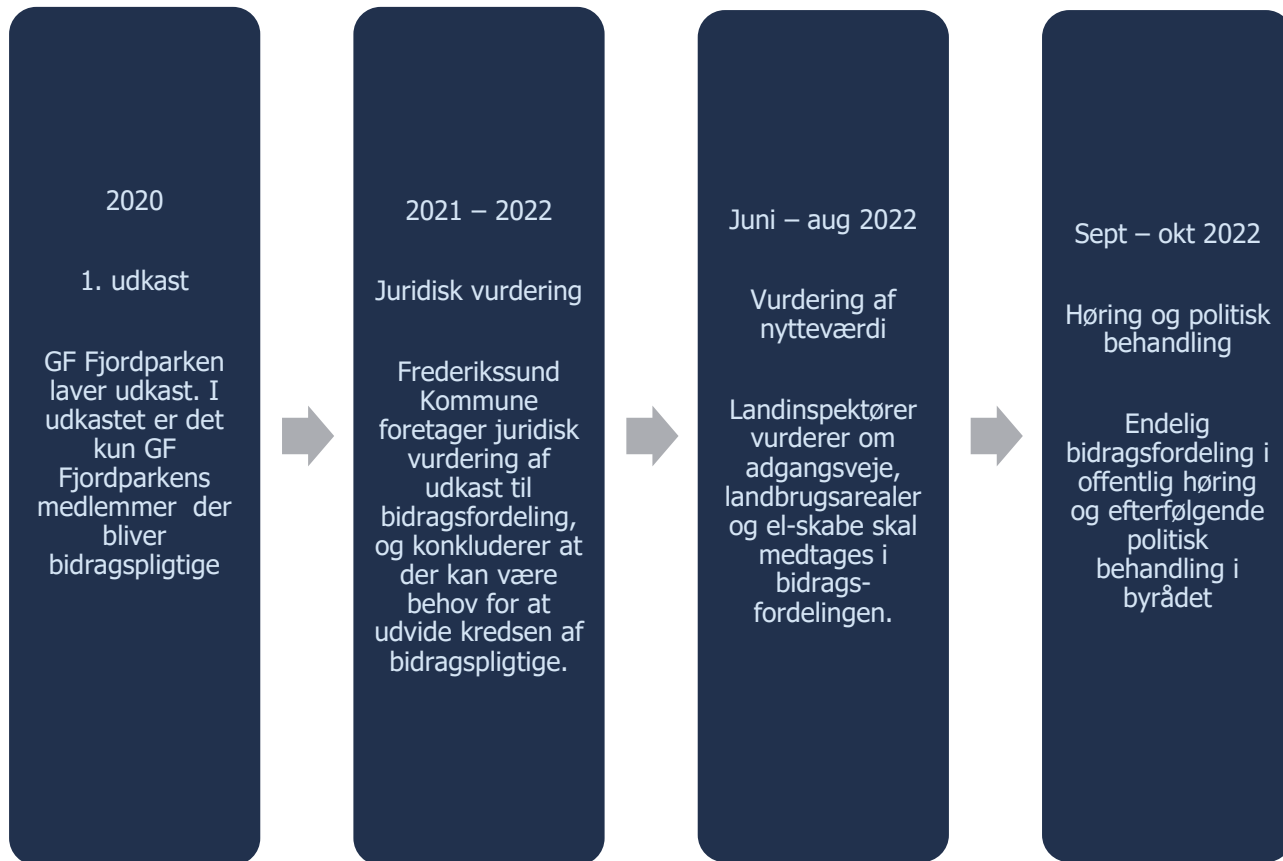 2020
1. udkast
GF Fjordparken
laver udkast. I
udkastet er det
kun GF
Fjordparkens
medlemmer der
bliver
bidragspligtige
2021 – 2022
Juridisk vurdering
Frederikssund
Kommune
foretager juridisk
vurdering af
udkast til
bidragsfordeling,
og konkluderer at
der kan være
behov for at
udvide kredsen af
bidragspligtige.
Juni – aug 2022
Vurdering af
nytteværdi
Landinspektører
vurderer om
adgangsveje,
landbrugsarealer
og el-skabe skal
medtages i
bidrags-
fordelingen.
Sept – okt 2022
Høring og politisk
behandling
Endelig
bidragsfordeling i
offentlig høring
og efterfølgende
politisk
behandling i
byrådet